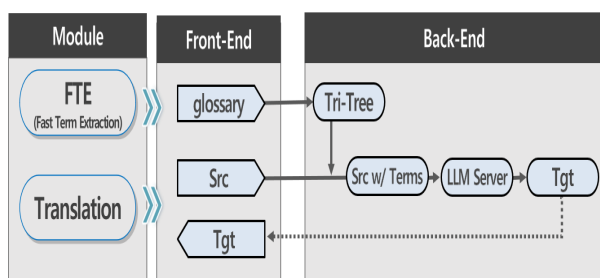 Module
Front-End
Back-End
FTE
(Fast Term Extraction)
glossary
Tri-Tree
Translation
Src
Src w/ Terms
LLM Server
Tgt
Tgt